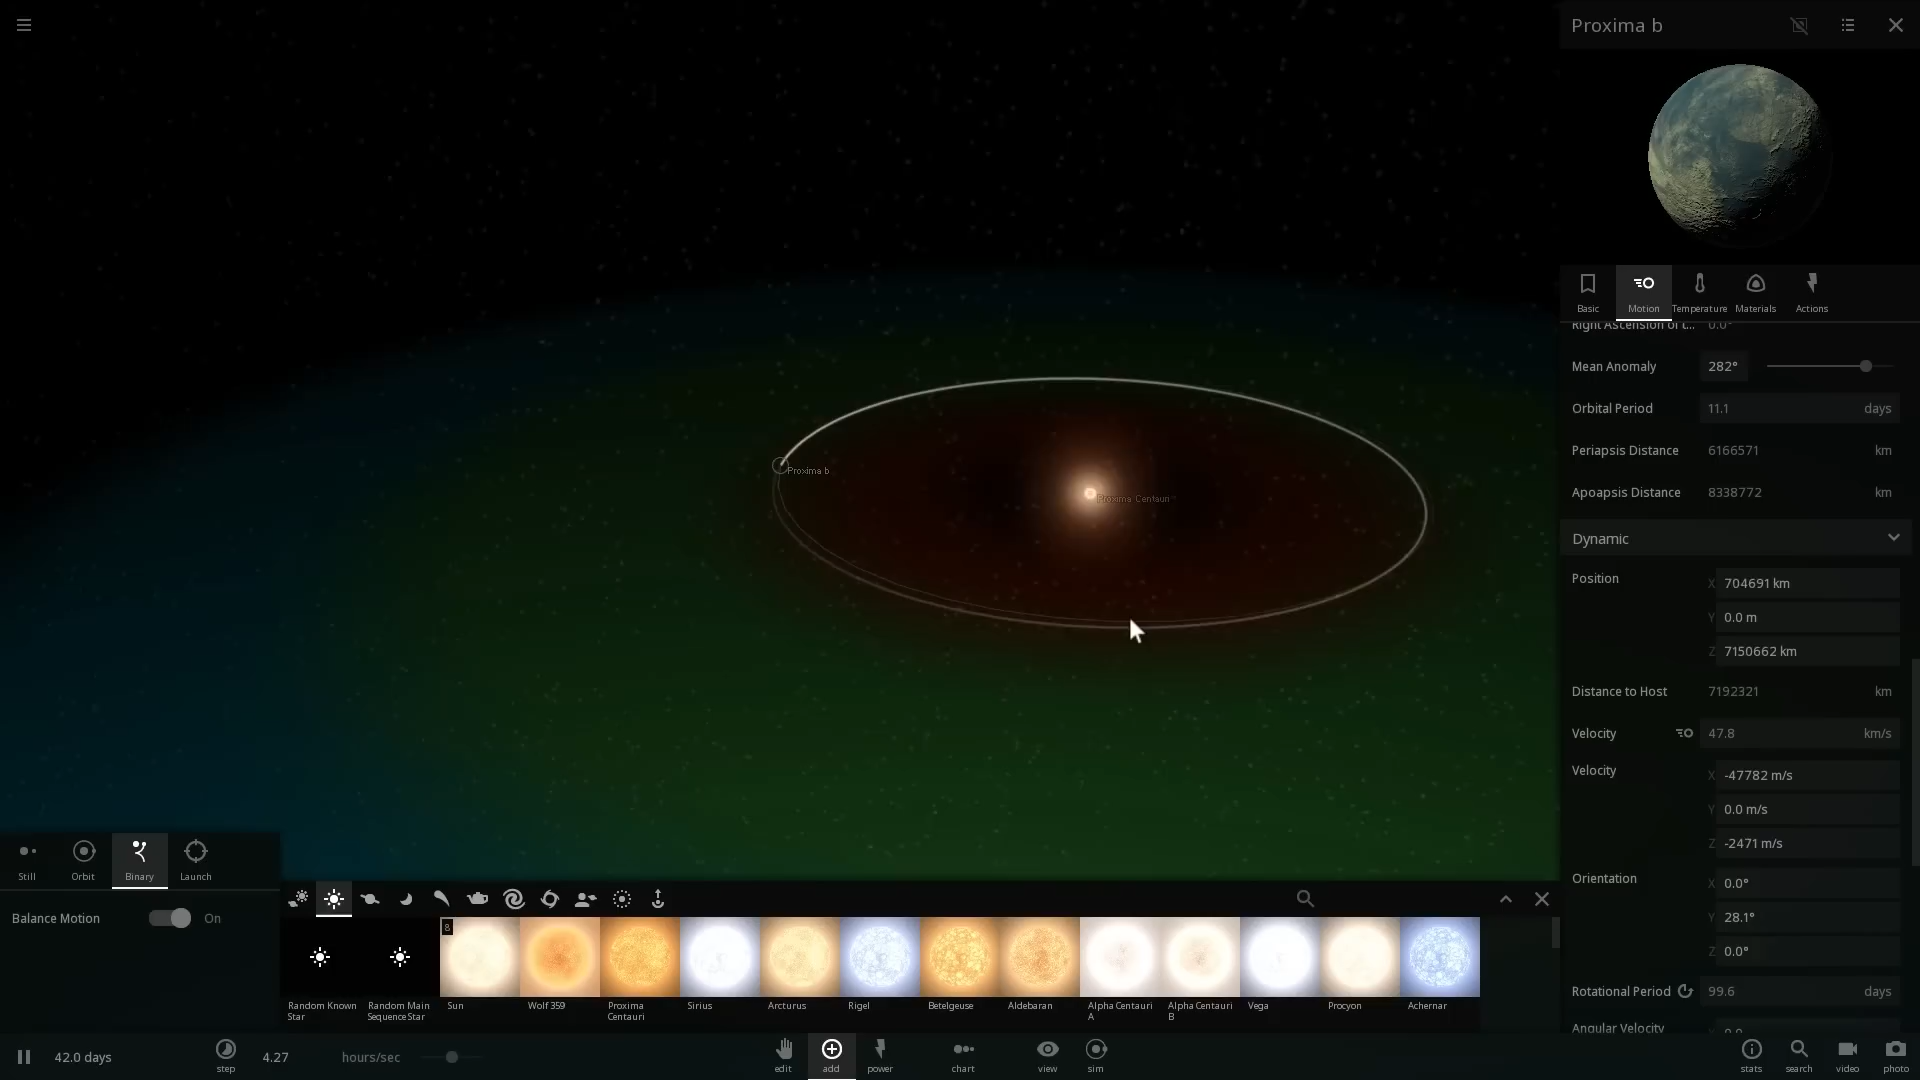 Proxima b
Basic
Motion
Temperature
Materials
Actions
0.0°
Mean Anomaly 282°
Orbital Period 11.1 days
Periapsis Distance 6166571 km
Apoapsis Distance 8338772 km
Dynamic
Position X 704691 km
Y 0.0 m
Z 7150662 km
Distance to Host 7192321 km
Velocity 47.8 km/s
Velocity X -47782 m/s
Y 0.0 m/s
Z -2471 m/s
Orientation X 0.0°
Y 28.1°
Z 0.0°
Rotational Period 99.6 days
Angular Velocity
Proxima b
Proxima Centauri
Still
Orbit
Binary
Launch
Balance Motion On
8
Random Known
Star
Random Main
Sequence Star
Sun
Wolf 359
Proxima
Centauri
Sirius
Arcturus
Rigel
Betelgeuse
Aldebaran
Alpha Centauri
A
Alpha Centauri
B
Vega
Procyon
Achernar
42.0 days
step
4.27 hours/sec
edit
add
power
chart
view
sim
stats
search
video
photo